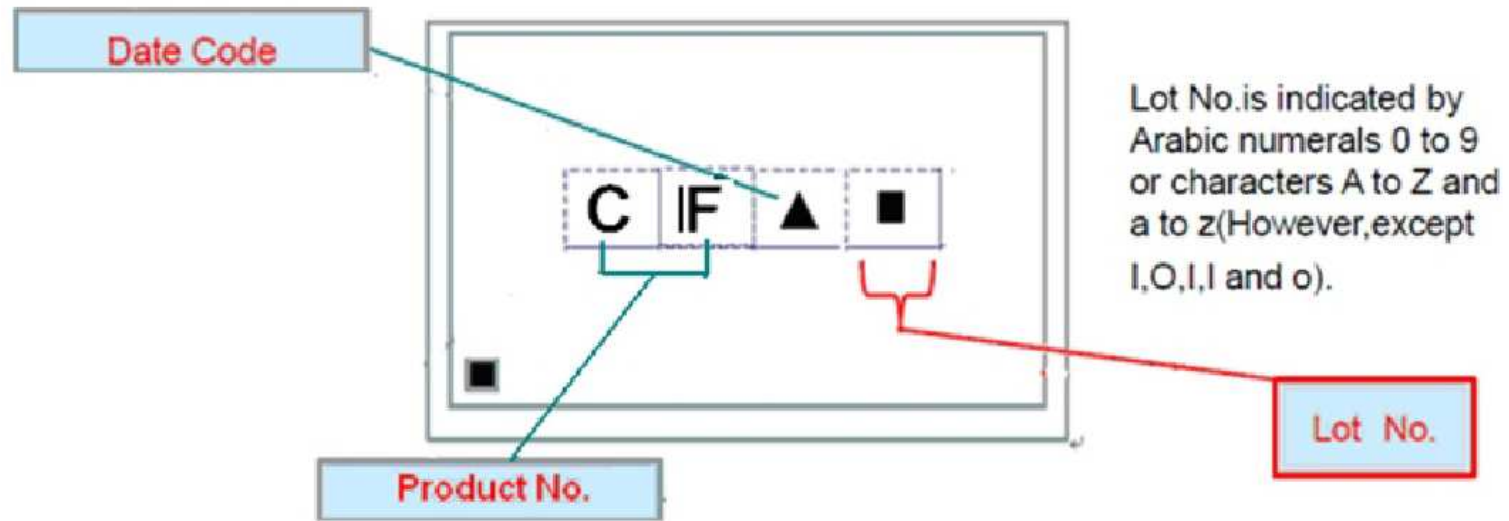 Date Code
Lot No.is indicated by
Arabic numerals 0 to 9
or characters A to Z and
a to z(However,except
I,O,I,I and o).
C IF ▲ ■
Lot No.
Product No.